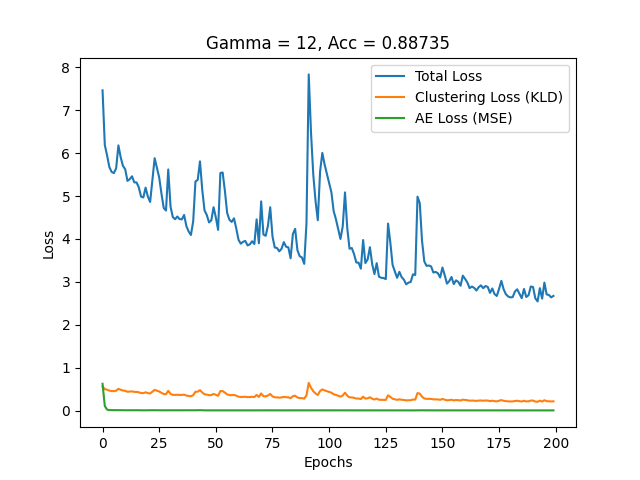 Gamma = 12, Acc = 0.88735
Total Loss
Clustering Loss (KLD)
AE Loss (MSE)
Loss
8
7
6
5
4
3
2
1
0
0 25 50 75 100 125 150 175 200
Epochs